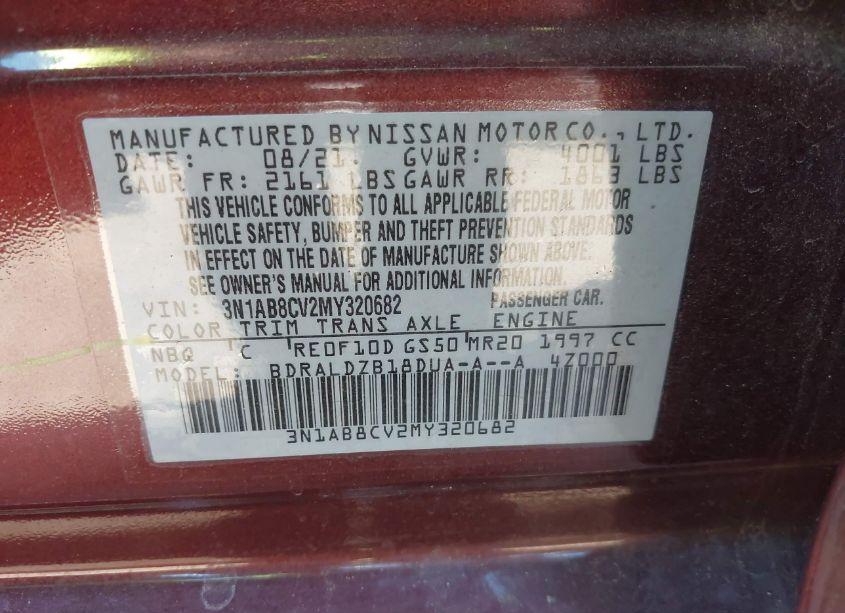 MANUFACTURED BY NISSAN MOTOR CO., LTD.
DATE: 08/21. GVWR: 4001 LBS
GAWR FR: 2161 LBS GAWR RR: 1863 LBS
THIS VEHICLE CONFORMS TO ALL APPLICABLE FEDERAL MOTOR
VEHICLE SAFETY, BUMPER AND THEFT PREVENTION STANDARDS
IN EFFECT ON THE DATE OF MANUFACTURE SHOWN ABOVE.
SEE OWNER'S MANUAL FOR ADDITIONAL INFORMATION.
VIN: 3N1AB8CV2MY320682 PASSENGER CAR.
COLOR TRIM TRANS AXLE ENGINE
NBQ C RE0F10D GS50 MR20 1997 CC
MODEL: BDRALDZB18DUA-A--A 4Z000
3N1AB8CV2MY320682